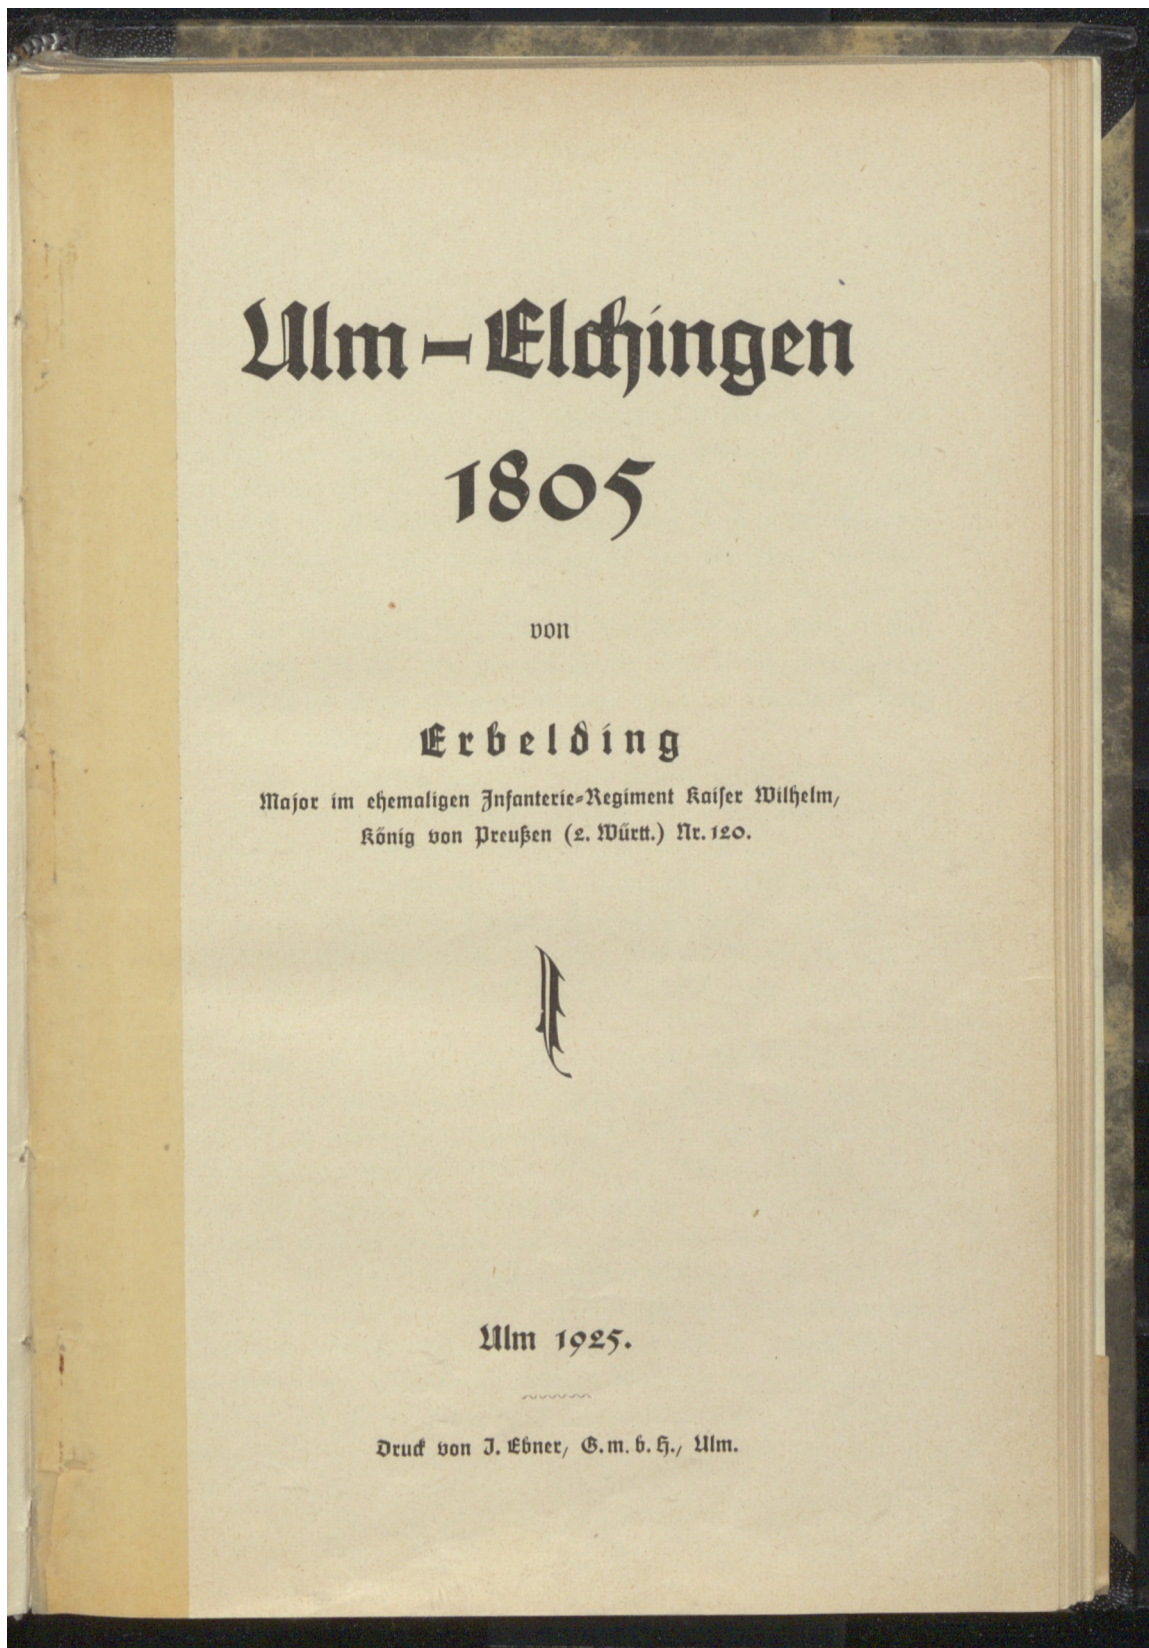 Ulm – Elchingen
1805
von
Erbelding
Major im ehemaligen Infanterie-Regiment Kaiser Wilhelm,
König von Preußen (2. Württ.) Nr. 120.
Ulm 1925.
Druck von J. Ebner, G. m. b. H., Ulm.